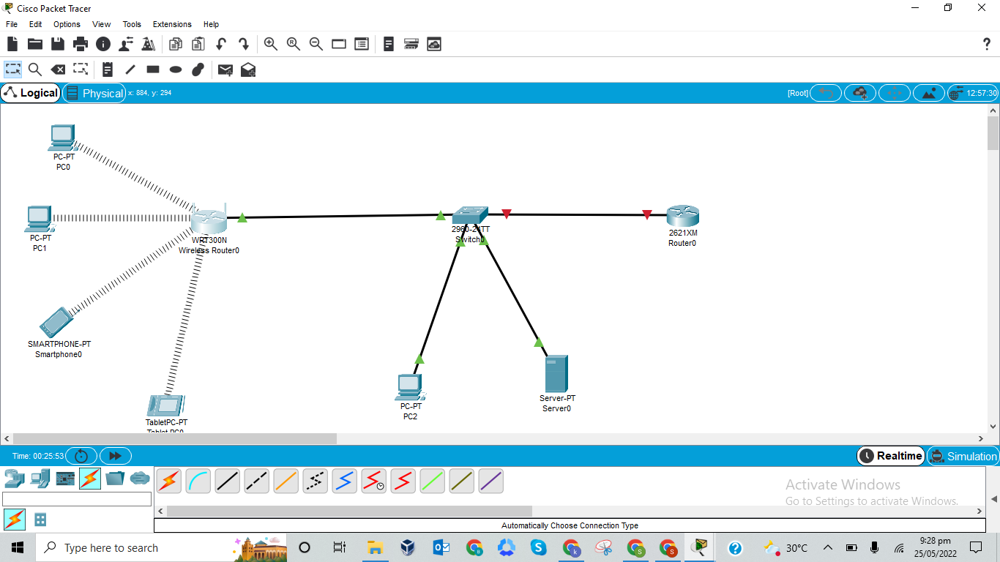 Cisco Packet Tracer
File Edit Options View Tools Extensions Help
R
?
Logical Physical x: 884, y: 294 [Root] 12:57:30
PC-PT
PC0
PC-PT
PC1
WRT300N
Wireless Router0
2960-24TT
Switch0
2621XM
Router0
SMARTPHONE-PT
Smartphone0
TabletPC-PT
Tablet PC0
PC-PT
PC2
Server-PT
Server0
Time: 00:25:53 Realtime Simulation
Activate Windows
Go to Settings to activate Windows.
Automatically Choose Connection Type
Type here to search
30°C
9:28 pm
25/05/2022